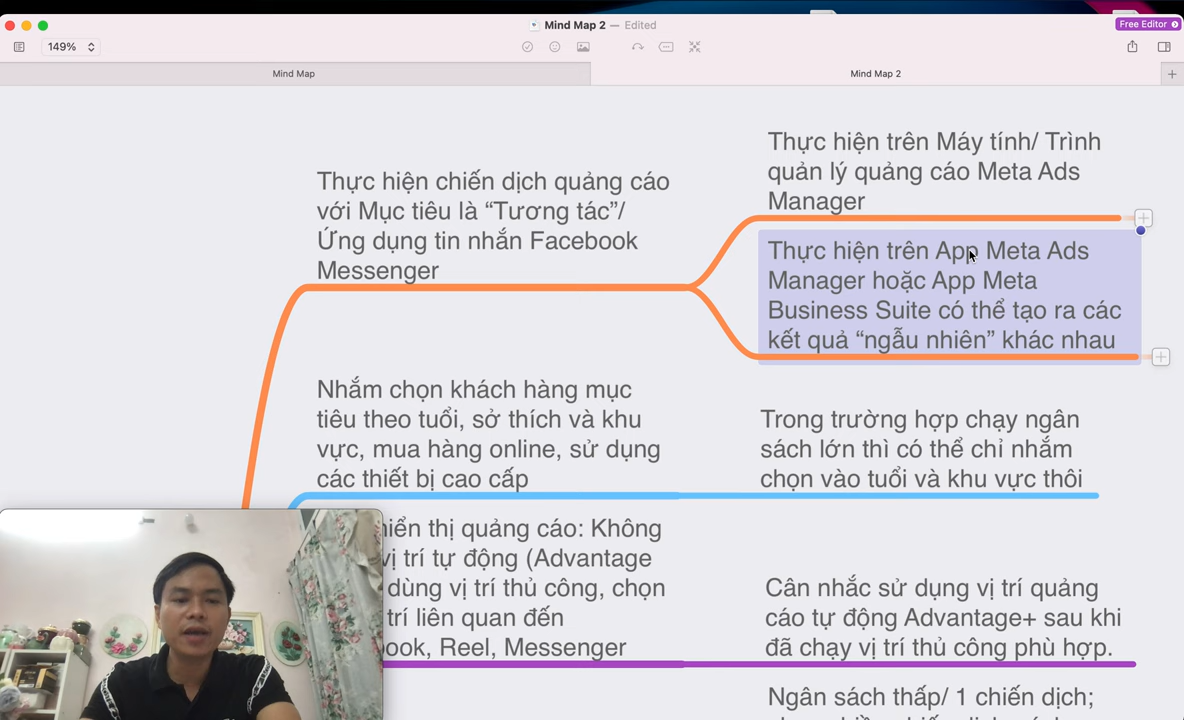 Mind Map 2 — Edited
Free Editor
149%
Mind Map
Mind Map 2
Thực hiện chiến dịch quảng cáo
với Mục tiêu là “Tương tác”/
Ứng dụng tin nhắn Facebook
Messenger
Thực hiện trên Máy tính/ Trình
quản lý quảng cáo Meta Ads
Manager
Thực hiện trên App Meta Ads
Manager hoặc App Meta
Business Suite có thể tạo ra các
kết quả “ngẫu nhiên” khác nhau
Nhắm chọn khách hàng mục
tiêu theo tuổi, sở thích và khu
vực, mua hàng online, sử dụng
các thiết bị cao cấp
Trong trường hợp chạy ngân
sách lớn thì có thể chỉ nhắm
chọn vào tuổi và khu vực thôi
thị quảng cáo: Không
vị trí tự động (Advantage
dùng vị trí thủ công, chọn
trí liên quan đến
Reel, Messenger
Cân nhắc sử dụng vị trí quảng
cáo tự động Advantage+ sau khi
đã chạy vị trí thủ công phù hợp.
Ngân sách thấp/ 1 chiến dịch;